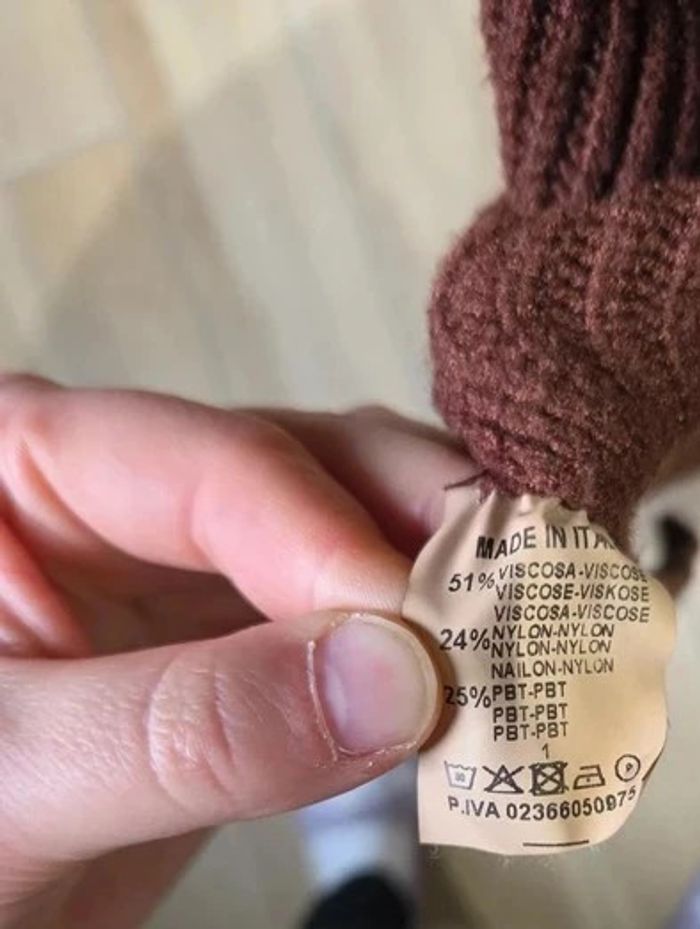 MADE IN ITA
51% VISCOSA-VISCOSE
VISCOSE-VISKOSE
VISCOSA-VISCOSE
24% NYLON-NYLON
NYLON-NYLON
NAILON-NYLON
25% PBT-PBT
PBT-PBT
PBT-PBT
1
P
P.IVA 02366050975